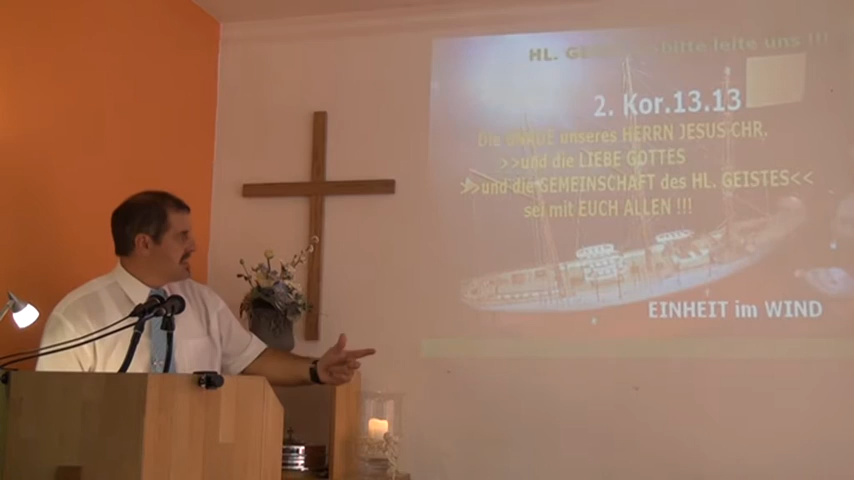 HL. bitte leite uns !!!
2. Kor.13.13
Die GNADE unseres HERRN JESUS CHR.
>>und die LIEBE GOTTES
>>und die GEMEINSCHAFT des HL. GEISTES<<
sei mit EUCH ALLEN !!!
EINHEIT im WIND